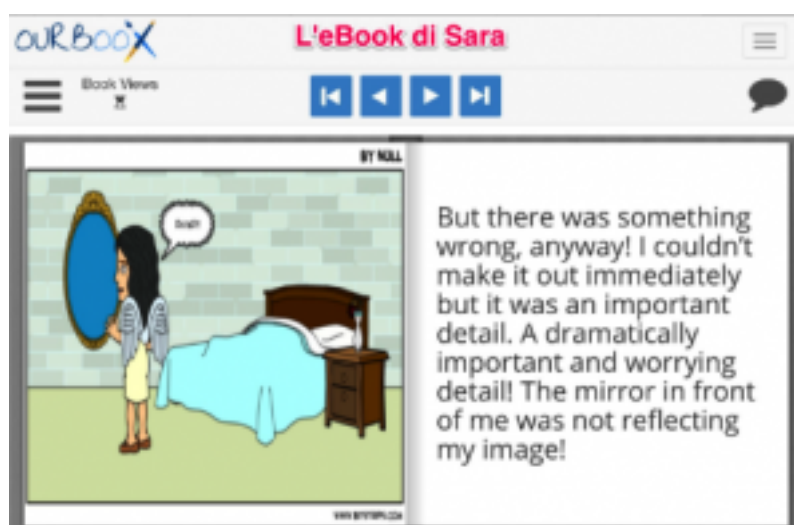 OURBOOX
L'eBook di Sara
Book Views
BY NULL
But there was something
wrong, anyway! I couldn't
make it out immediately
but it was an important
detail. A dramatically
important and worrying
detail! The mirror in front
of me was not reflecting
my image!